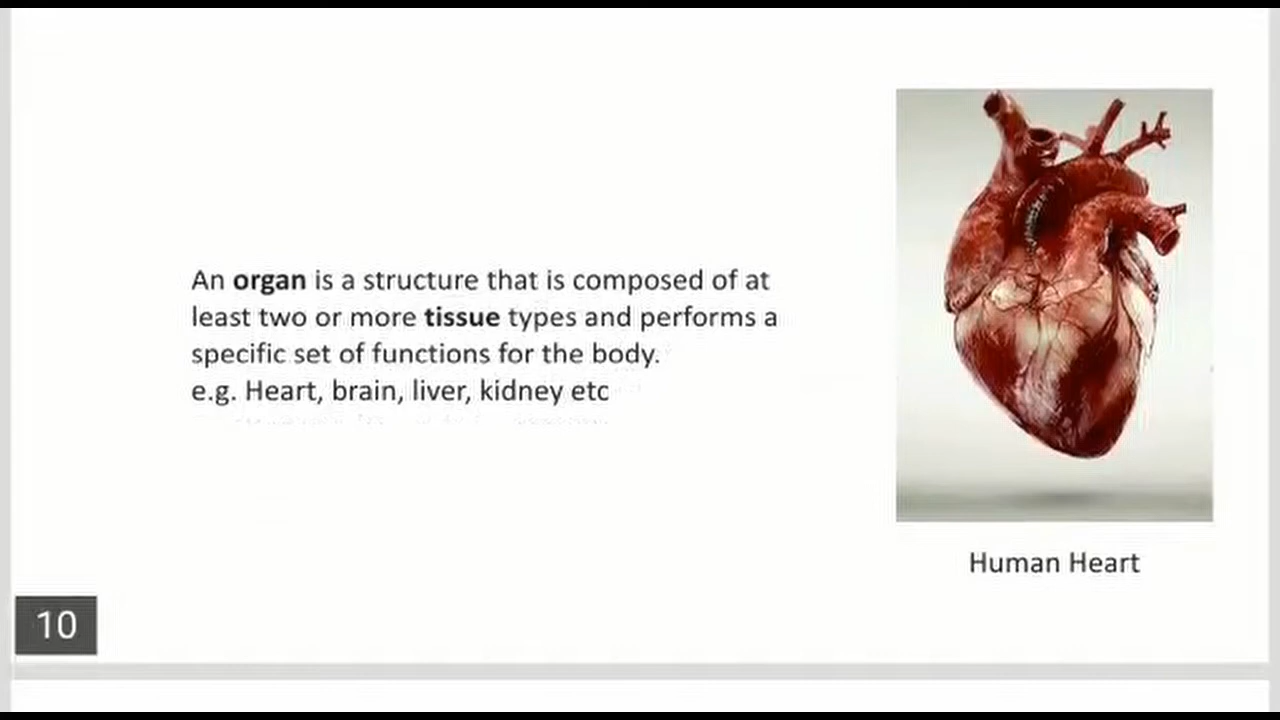 An organ is a structure that is composed of at
least two or more tissue types and performs a
specific set of functions for the body.
e.g. Heart, brain, liver, kidney etc
Human Heart
10